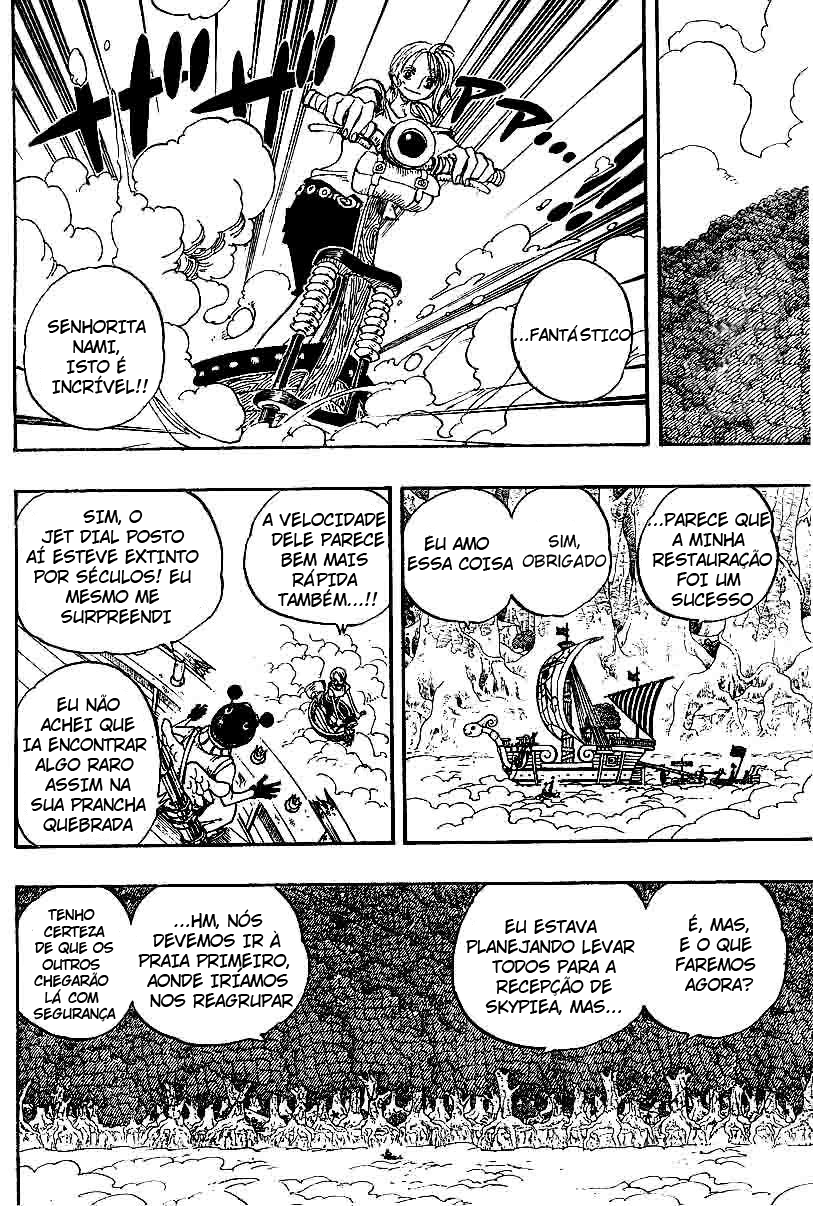 ザザアア…!!
...FANTÁSTICO
SENHORITA
NAMI,
ISTO É
INCRÍVEL!!
...PARECE QUE
A MINHA
RESTAURAÇÃO
FOI UM
SUCESSO
SIM,
OBRIGADO
EU AMO
ESSA COISA
A VELOCIDADE
DELE PARECE
BEM MAIS
RÁPIDA
TAMBÉM...!!
SIM, O
JET DIAL POSTO
AÍ ESTEVE EXTINTO
POR SÉCULOS! EU
MESMO ME
SURPREENDI
EU NÃO
ACHEI QUE
IA ENCONTRAR
ALGO RARO
ASSIM NA
SUA PRANCHA
QUEBRADA
É, MAS,
E O QUE
FAREMOS
AGORA?
EU ESTAVA
PLANEJANDO LEVAR
TODOS PARA A
RECEPÇÃO DE
SKYPIEA, MAS...
...HM, NÓS
DEVEMOS IR À
PRAIA PRIMEIRO,
AONDE IRÍAMOS
NOS REAGRUPAR
TENHO
CERTEZA
DE QUE OS
OUTROS
CHEGARÃO
LÁ COM
SEGURANÇA